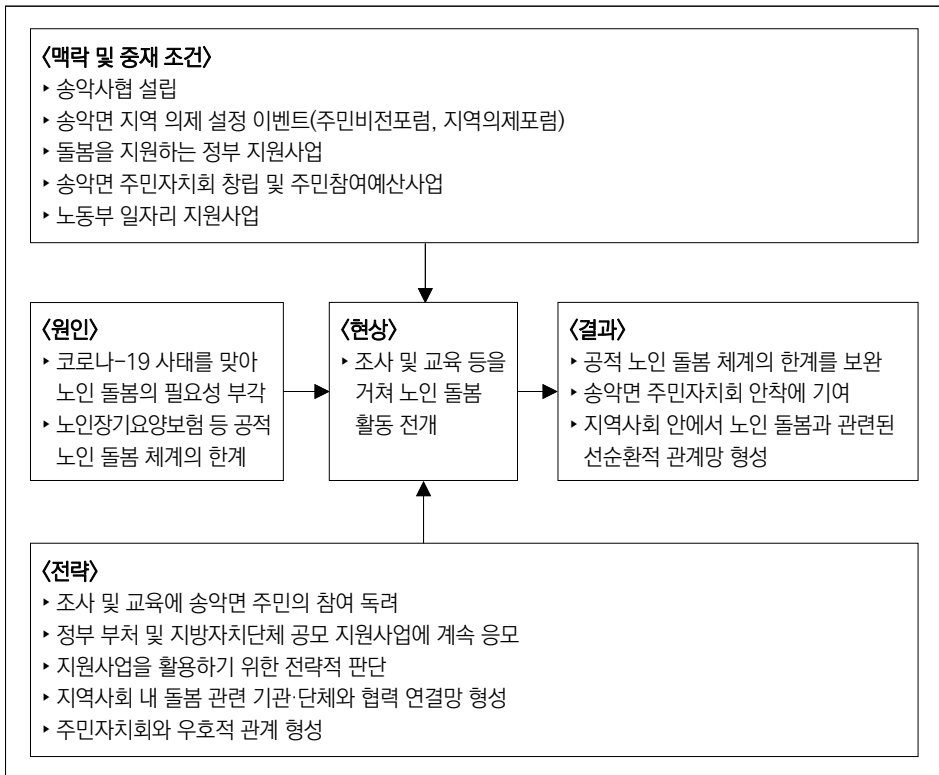 〈맥락 및 중재 조건〉
‣ 송악사협 설립
‣ 송악면 지역 의제 설정 이벤트(주민비전포럼, 지역의제포럼)
‣ 돌봄을 지원하는 정부 지원사업
‣ 송악면 주민자치회 창립 및 주민참여예산사업
‣ 노동부 일자리 지원사업
〈원인〉
‣ 코로나-19 사태를 맞아
노인 돌봄의 필요성 부각
‣ 노인장기요양보험 등 공적
노인 돌봄 체계의 한계
〈현상〉
‣ 조사 및 교육 등을
거쳐 노인 돌봄
활동 전개
〈결과〉
‣ 공적 노인 돌봄 체계의 한계를 보완
‣ 송악면 주민자치회 안착에 기여
‣ 지역사회 안에서 노인 돌봄과 관련된
선순환적 관계망 형성
〈전략〉
‣ 조사 및 교육에 송악면 주민의 참여 독려
‣ 정부 부처 및 지방자치단체 공모 지원사업에 계속 응모
‣ 지원사업을 활용하기 위한 전략적 판단
‣ 지역사회 내 돌봄 관련 기관·단체와 협력 연결망 형성
‣ 주민자치회와 우호적 관계 형성